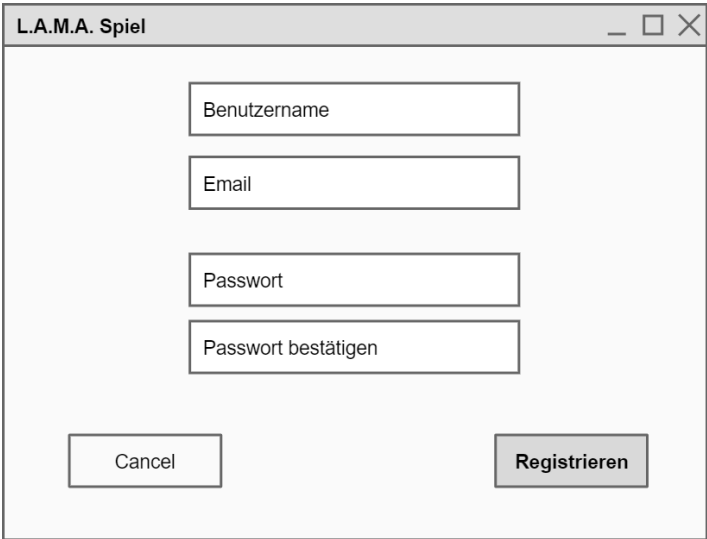 L.A.M.A. Spiel
Benutzername
Email
Passwort
Passwort bestätigen
Cancel
Registrieren